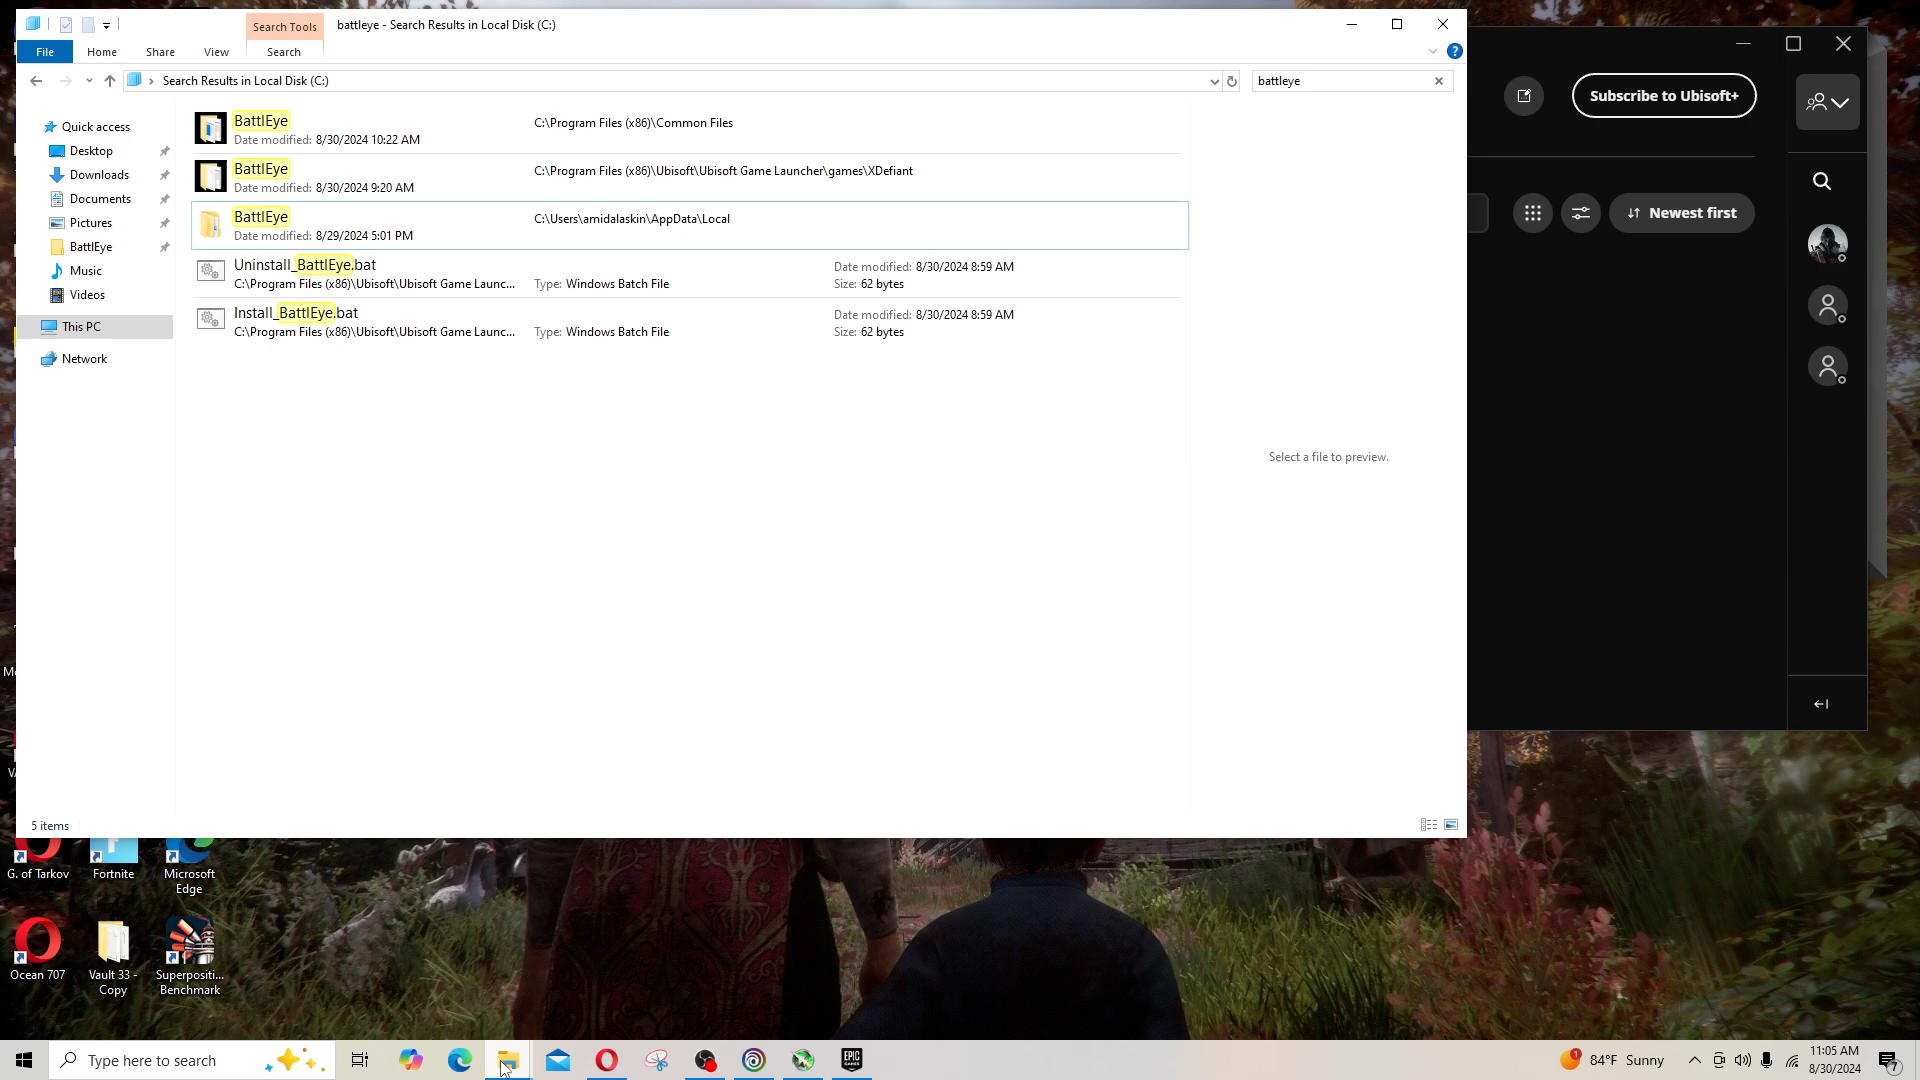 Search Tools
battleye - Search Results in Local Disk (C:)
File
Home
Share
View
Search
Search Results in Local Disk (C:)
battleye
Quick access
Desktop
Downloads
Documents
Pictures
BattlEye
Music
Videos
This PC
Network
BattlEye
Date modified: 8/30/2024 10:22 AM
C:\Program Files (x86)\Common Files
BattlEye
Date modified: 8/30/2024 9:20 AM
C:\Program Files (x86)\Ubisoft\Ubisoft Game Launcher\games\XDefiant
BattlEye
Date modified: 8/29/2024 5:01 PM
C:\Users\amidalaskin\AppData\Local
Uninstall_BattlEye.bat
C:\Program Files (x86)\Ubisoft\Ubisoft Game Launc...
Type: Windows Batch File
Date modified: 8/30/2024 8:59 AM
Size: 62 bytes
Install_BattlEye.bat
C:\Program Files (x86)\Ubisoft\Ubisoft Game Launc...
Type: Windows Batch File
Date modified: 8/30/2024 8:59 AM
Size: 62 bytes
Select a file to preview.
5 items
Subscribe to Ubisoft+
Newest first
G. of Tarkov
Fortnite
Microsoft
Edge
Ocean 707
Vault 33 -
Copy
Superpositi...
Benchmark
Type here to search
EPIC
GAMES
1
84°F Sunny
11:05 AM
8/30/2024
7